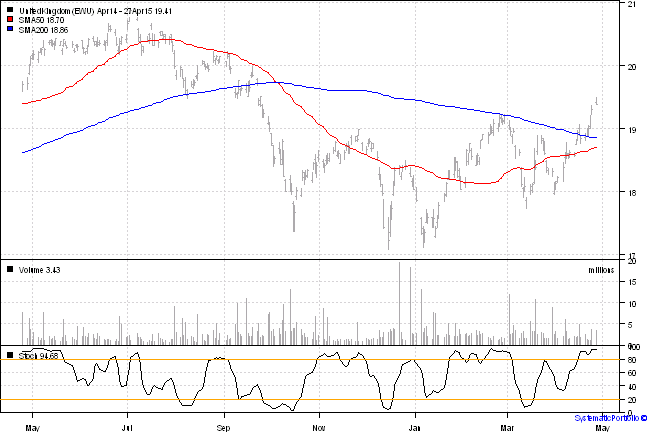 UnitedKingdom (EWU) Apr14 - 27Apr15 19.41
SMA50 18.70
SMA200 18.86
21
20
19
18
17
Volume 3.43
millions
20
15
10
5
0
Stoch 94.68
100
80
60
40
20
0
May Jul Sep Nov Jan Mar May
SystematicPortfolio ©